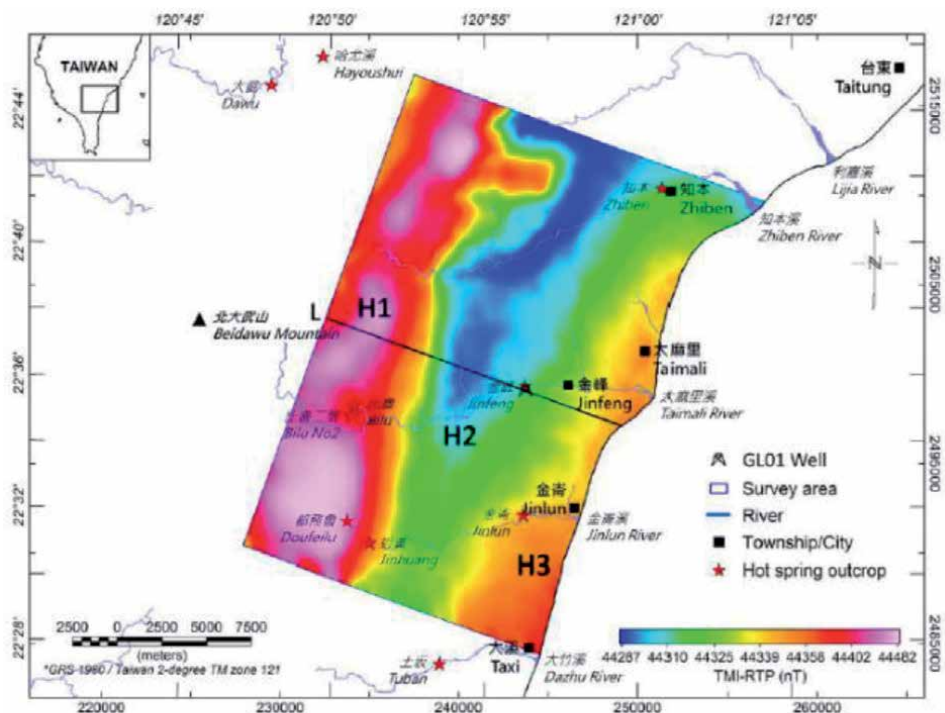 120°45'
120°50'
120°55'
121°00'
121°05'
TAIWAN
哈尤溪
Hayoushui
大武
Dawu
台東
Taitung
22°44'
2515000
利嘉溪
Lijia River
知本
Zhiben
知本
Zhiben
知本溪
Zhiben River
N
22°40'
2505000
北大武山
Beidawu Mountain
L
H1
太麻里
Taimali
22°36'
金峰
Jinfeng
金峰
Jinfeng
太麻里溪
Taimali River
Bilu
Bilu No2
H2
2495000
GL01 Well
Survey area
River
Township/City
Hot spring outcrop
22°32'
都飛魯
Doufeilu
金崙
Jinlun
金崙
Jinlun
金崙溪
Jinlun River
Jinhuang
H3
22°28'
2485000
2500
0
2500
5000
7500
(meters)
*GRS 1980 / Taiwan 2-degree TM zone 121
大溪
Taxi
土坂
Tuban
大竹溪
Dazhu River
44287
44310
44325
44339
44358
44402
44482
TMI-RTP (nT)
220000
230000
240000
250000
260000